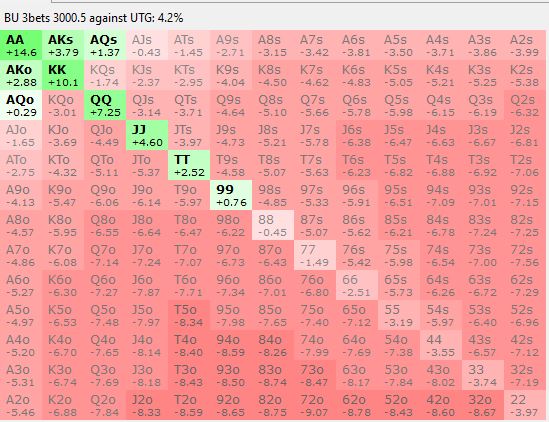 BU 3bets 3000.5 against UTG: 4.2%
AA AKs AQs AJs ATs A9s A8s A7s A6s A5s A4s A3s A2s
+14.6 +3.79 +1.37 -0.43 -1.45 -2.71 -3.15 -3.42 -3.81 -3.50 -3.71 -3.86 -3.99
AKo KK KQs KJs KTs K9s K8s K7s K6s K5s K4s K3s K2s
+2.88 +10.1 -1.74 -2.37 -2.95 -4.04 -4.50 -4.62 -4.83 -5.05 -5.21 -5.25 -5.38
AQo KQo QQ QJs QTs Q9s Q8s Q7s Q6s Q5s Q4s Q3s Q2s
+0.29 -3.01 +7.25 -3.14 -3.71 -4.64 -5.10 -5.66 -5.78 -5.98 -6.15 -6.19 -6.32
AJo KJo QJo JJ JTs J9s J8s J7s J6s J5s J4s J3s J2s
-1.65 -3.69 -4.49 +4.60 -3.97 -4.73 -5.21 -5.78 -6.38 -6.47 -6.63 -6.67 -6.81
ATo KTo QTo JTo TT T9s T8s T7s T6s T5s T4s T3s T2s
-2.75 -4.32 -5.11 -5.37 +2.52 -4.58 -5.07 -5.63 -6.23 -6.82 -6.88 -6.92 -7.06
A9o K9o Q9o J9o T9o 99 98s 97s 96s 95s 94s 93s 92s
-4.13 -5.47 -6.06 -6.14 -5.97 +0.76 -4.85 -5.33 -5.91 -6.51 -7.09 -7.01 -7.15
A8o K8o Q8o J8o T8o 98o 88 87s 86s 85s 84s 83s 82s
-4.57 -5.95 -6.55 -6.64 -6.47 -6.22 -0.45 -5.07 -5.62 -6.21 -6.78 -7.24 -7.25
A7o K7o Q7o J7o T7o 97o 87o 77 76s 75s 74s 73s 72s
-4.86 -6.08 -7.14 -7.24 -7.07 -6.73 -6.43 -1.49 -5.42 -5.98 -6.54 -7.00 -7.56
A6o K6o Q6o J6o T6o 96o 86o 76o 66 65s 64s 63s 62s
-5.27 -6.30 -7.27 -7.87 -7.71 -7.34 -7.01 -6.80 -2.51 -5.73 -6.26 -6.72 -7.29
A5o K5o Q5o J5o T5o 95o 85o 75o 65o 55 54s 53s 52s
-4.97 -6.53 -7.48 -7.97 -8.34 -7.98 -7.65 -7.40 -7.12 -3.19 -5.97 -6.40 -6.96
A4o K4o Q4o J4o T4o 94o 84o 74o 64o 54o 44 43s 42s
-5.20 -6.70 -7.65 -8.14 -8.40 -8.59 -8.26 -7.99 -7.69 -7.38 -3.55 -6.57 -7.12
A3o K3o Q3o J3o T3o 93o 83o 73o 63o 53o 43o 33 32s
-5.31 -6.74 -7.69 -8.18 -8.43 -8.50 -8.74 -8.47 -8.17 -7.84 -8.02 -3.74 -7.19
A2o K2o Q2o J2o T2o 92o 82o 72o 62o 52o 42o 32o 22
-5.46 -6.88 -7.84 -8.33 -8.59 -8.65 -8.75 -9.07 -8.78 -8.43 -8.60 -8.67 -3.97